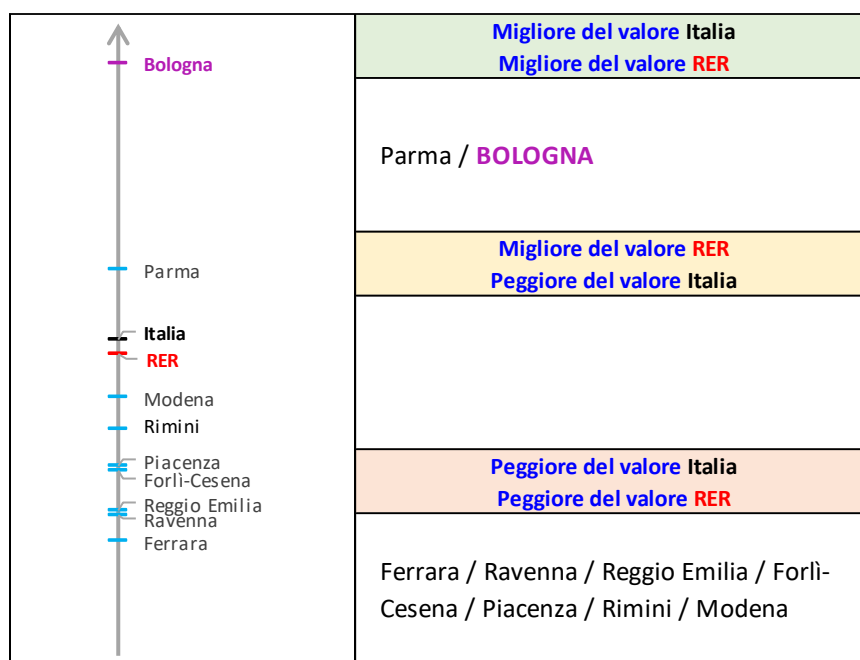 Bologna
Parma
Italia
RER
Modena
Rimini
Piacenza
Forlì-Cesena
Reggio Emilia
Ravenna
Ferrara
Migliore del valore Italia
Migliore del valore RER
Parma / BOLOGNA
Migliore del valore RER
Peggiore del valore Italia
Peggiore del valore Italia
Peggiore del valore RER
Ferrara / Ravenna / Reggio Emilia / Forlì-
Cesena / Piacenza / Rimini / Modena